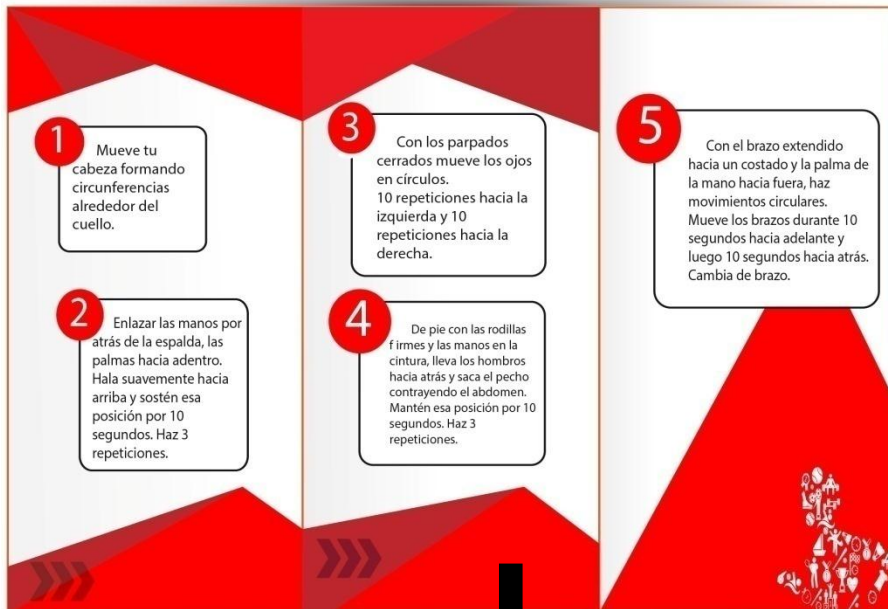 1
Mueve tu
cabeza formando
circunferencias
alrededor del
cuello.
2
Enlazar las manos por
atrás de la espalda, las
palmas hacia adentro.
Hala suavemente hacia
arriba y sostén esa
posición por 10
segundos. Haz 3
repeticiones.
3
Con los parpados
cerrados mueve los ojos
en círculos.
10 repeticiones hacia la
izquierda y 10
repeticiones hacia la
derecha.
4
De pie con las rodillas
f irmes y las manos en la
cintura, lleva los hombros
hacia atrás y saca el pecho
contrayendo el abdomen.
Mantén esa posición por 10
segundos. Haz 3
repeticiones.
5
Con el brazo extendido
hacia un costado y la palma de
la mano hacia fuera, haz
movimientos circulares.
Mueve los brazos durante 10
segundos hacia adelante y
luego 10 segundos hacia atrás.
Cambia de brazo.